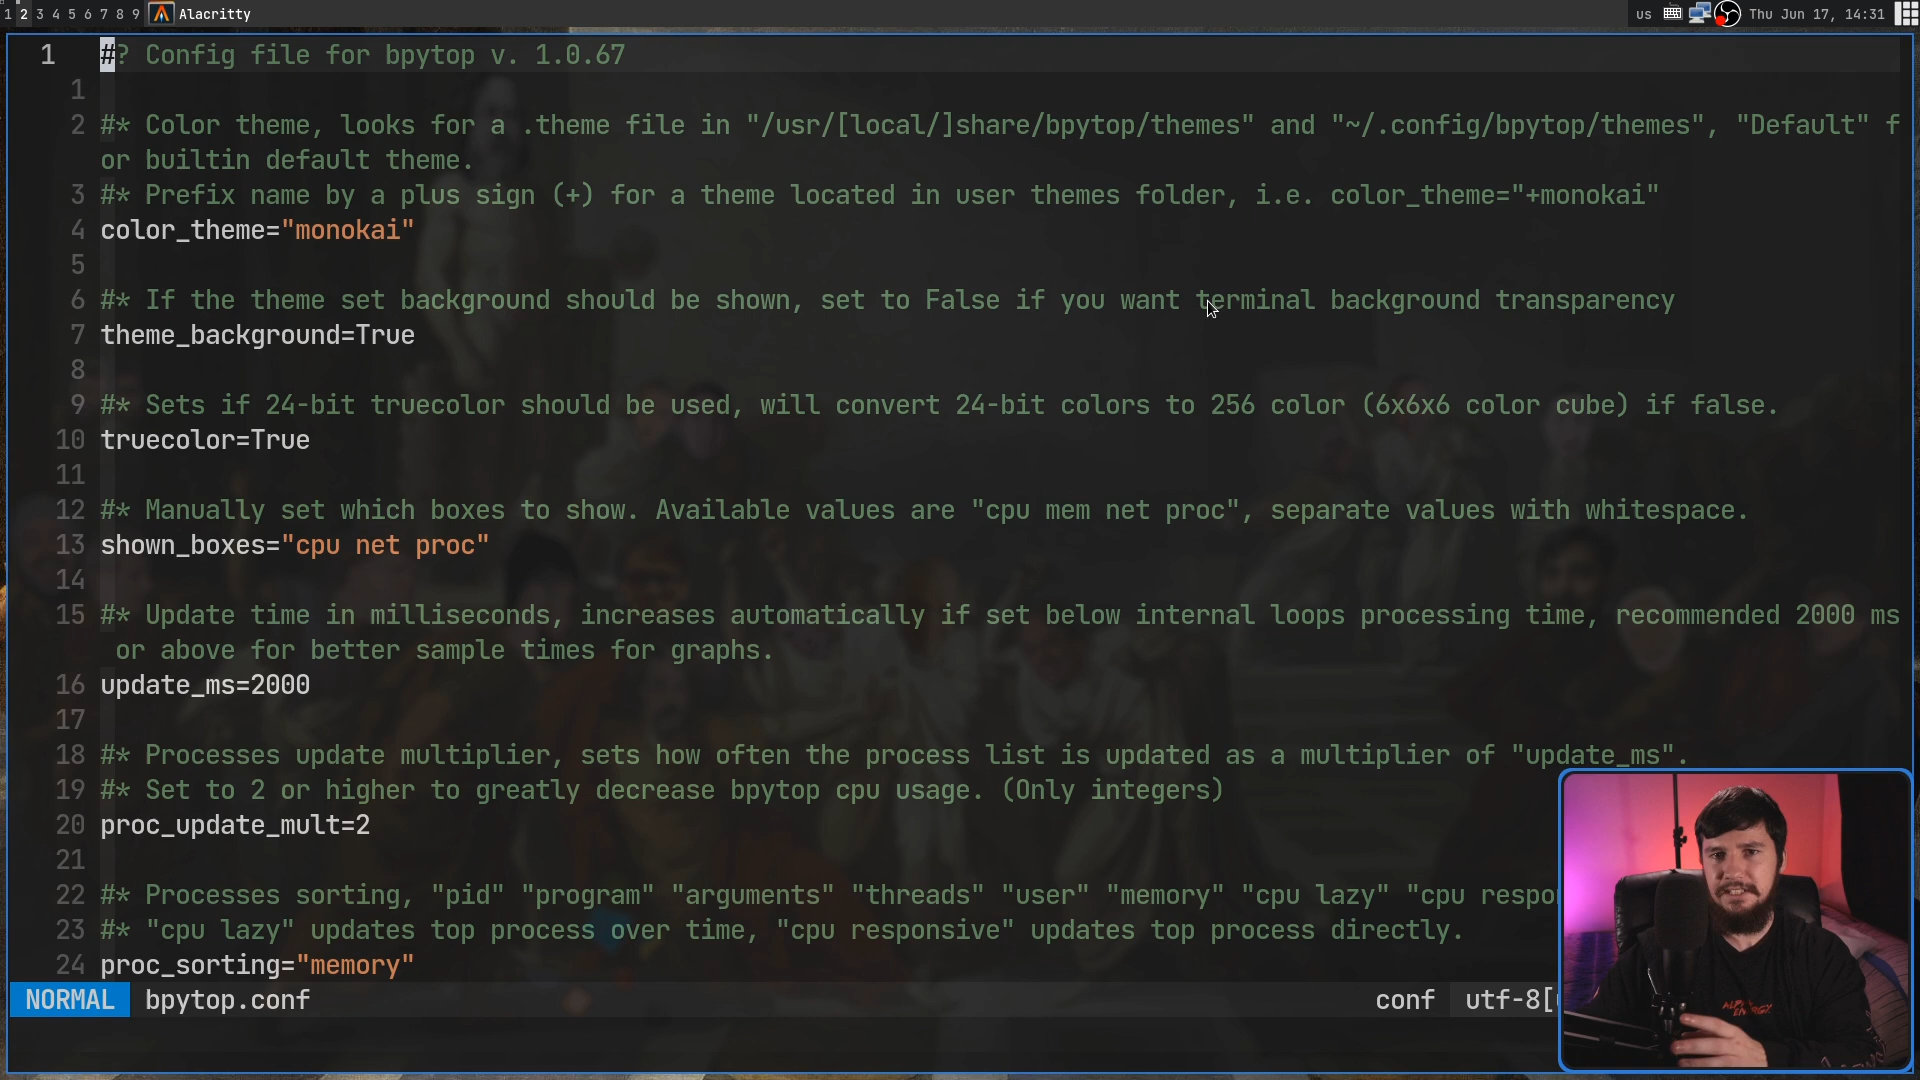 1 2 3 4 5 6 7 8 9 Alacritty us Thu Jun 17, 14:31
1 #? Config file for bpytop v. 1.0.67
1
2 #* Color theme, looks for a .theme file in "/usr/[local/]share/bpytop/themes" and "~/.config/bpytop/themes", "Default" f
or builtin default theme.
3 #* Prefix name by a plus sign (+) for a theme located in user themes folder, i.e. color_theme="+monokai"
4 color_theme="monokai"
5
6 #* If the theme set background should be shown, set to False if you want terminal background transparency
7 theme_background=True
8
9 #* Sets if 24-bit truecolor should be used, will convert 24-bit colors to 256 color (6x6x6 color cube) if false.
10 truecolor=True
11
12 #* Manually set which boxes to show. Available values are "cpu mem net proc", separate values with whitespace.
13 shown_boxes="cpu net proc"
14
15 #* Update time in milliseconds, increases automatically if set below internal loops processing time, recommended 2000 ms
or above for better sample times for graphs.
16 update_ms=2000
17
18 #* Processes update multiplier, sets how often the process list is updated as a multiplier of "update_ms".
19 #* Set to 2 or higher to greatly decrease bpytop cpu usage. (Only integers)
20 proc_update_mult=2
21
22 #* Processes sorting, "pid" "program" "arguments" "threads" "user" "memory" "cpu lazy" "cpu respo
23 #* "cpu lazy" updates top process over time, "cpu responsive" updates top process directly.
24 proc_sorting="memory"
NORMAL bpytop.conf conf utf-8[